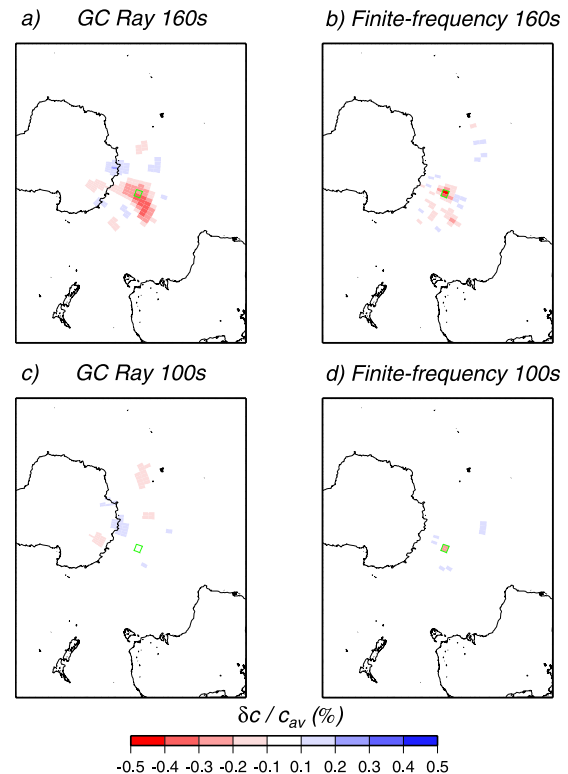 a) GC Ray 160s
b) Finite-frequency 160s
c) GC Ray 100s
d) Finite-frequency 100s
δc / c_av (%)
-0.5 -0.4 -0.3 -0.2 -0.1 0.1 0.2 0.3 0.4 0.5